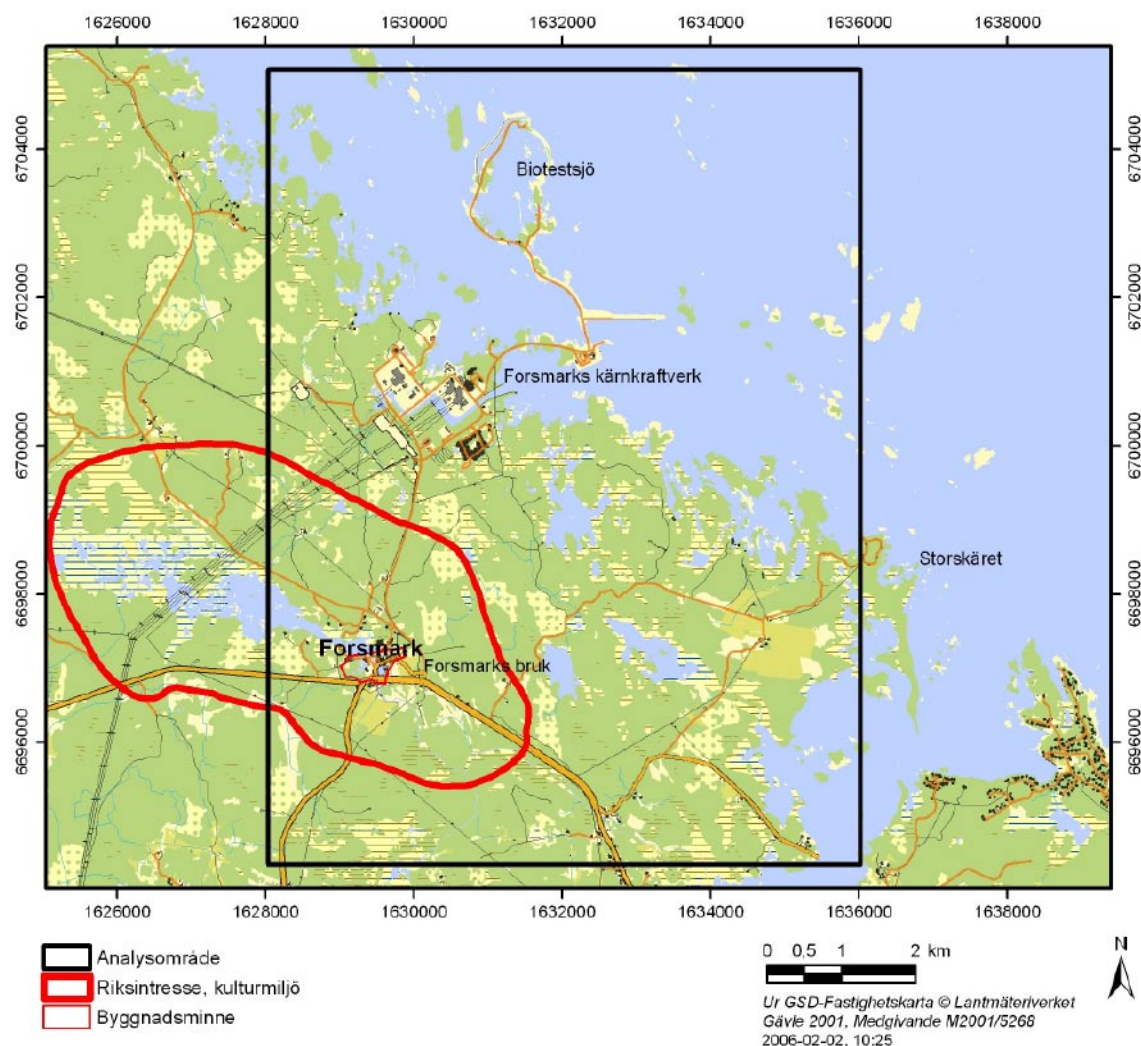 1626000 1628000 1630000 1632000 1634000 1636000 1638000
6704000 6704000
Biotestsjö
6702000 6702000
Forsmarks kärnkraftverk
6700000 6700000
Storskäret
6698000 6698000
Forsmark
Forsmarks bruk
6696000 6696000
1626000 1628000 1630000 1632000 1634000 1636000 1638000
Analysområde
Riksintresse, kulturmiljö
Byggnadsminne
0 0,5 1 2 km
N
Ur GSD-Fastighetskarta © Lantmäteriverket
Gävle 2001, Medgivande M2001/5268
2006-02-02, 10:25